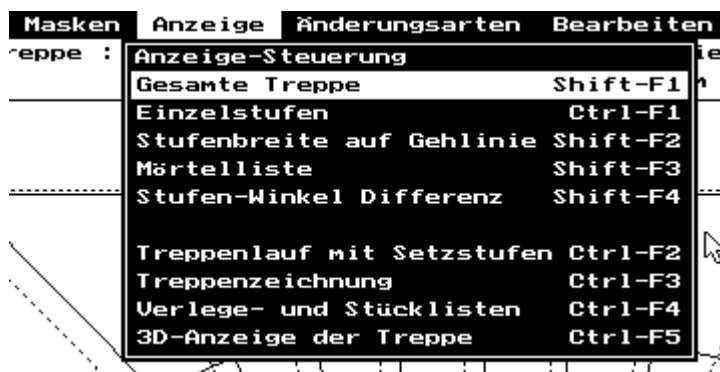 Masken Anzeige Änderungsarten Bearbeiten
reppe :
Anzeige-Steuerung
Gesamte Treppe Shift-F1
Einzelstufen Ctrl-F1
Stufenbreite auf Gehlinie Shift-F2
Mörtelliste Shift-F3
Stufen-Winkel Differenz Shift-F4
Treppenlauf mit Setzstufen Ctrl-F2
Treppenzeichnung Ctrl-F3
Verlege- und Stücklisten Ctrl-F4
3D-Anzeige der Treppe Ctrl-F5